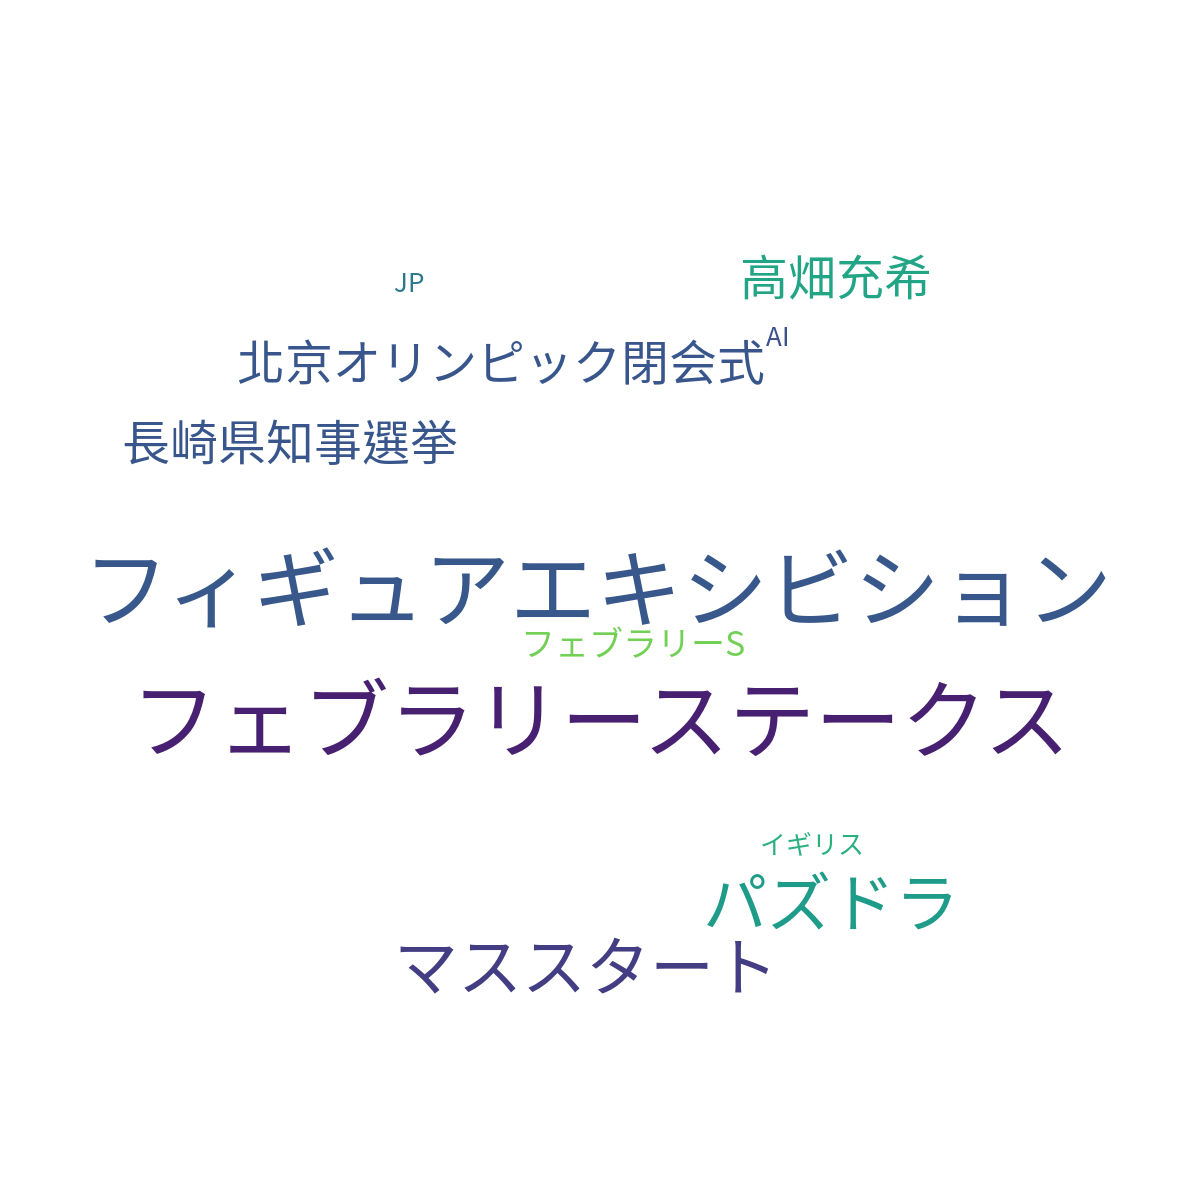 高畑充希
JP
AI
北京オリンピック閉会式
長崎県知事選挙
フィギュアエキシビション
フェブラリーS
フェブラリーステークス
イギリス
パズドラ
マススタート